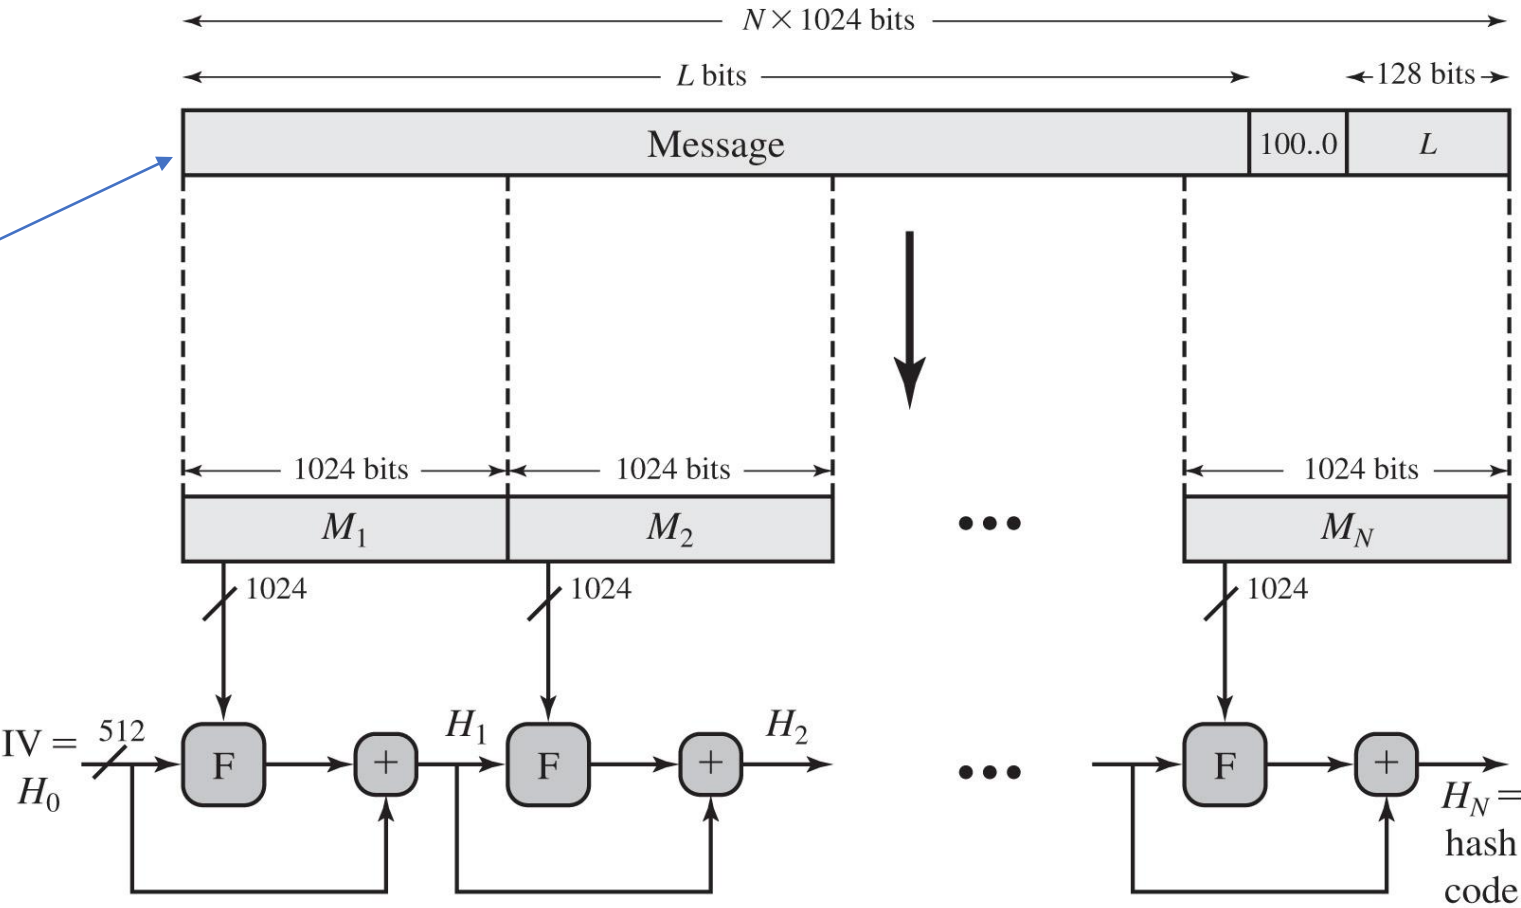 N × 1024 bits
L bits
128 bits
Message
100..0
L
1024 bits
1024 bits
1024 bits
M1
M2
MN
1024
1024
1024
IV =
H0
512
F
+
H1
F
+
H2
F
+
HN =
hash
code